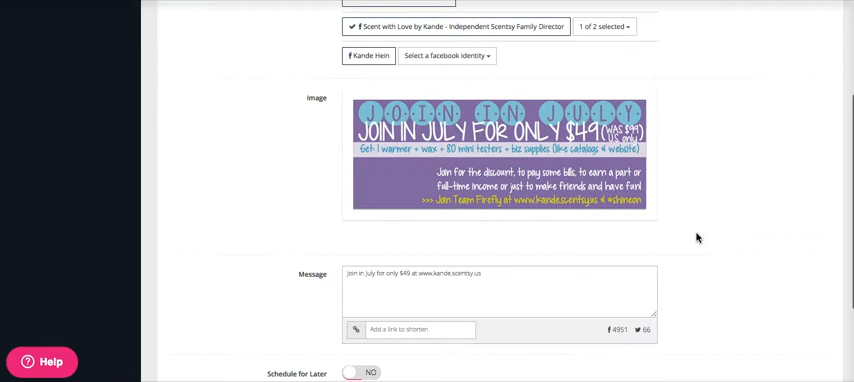 Scent with Love by Kande - Independent Scentsy Family Director
1 of 2 selected
Kande Hein
Select a facebook identity
Image
JOIN IN JULY
JOIN IN JULY FOR ONLY $49 (WAS $99 US ONLY)
Get: 1 warmer + wax + 80 mini testers + biz supplies (like catalogs & website)
Join for the discount, to pay some bills, to earn a part or
full-time income or just to make friends and have fun!
>>> Join Team Firefly at www.kandescentsy.us & #shineon
Message
Join in July for only $49 at www.kande.scentsy.us
Add a link to shorten
4951
66
Help
Schedule for Later
NO